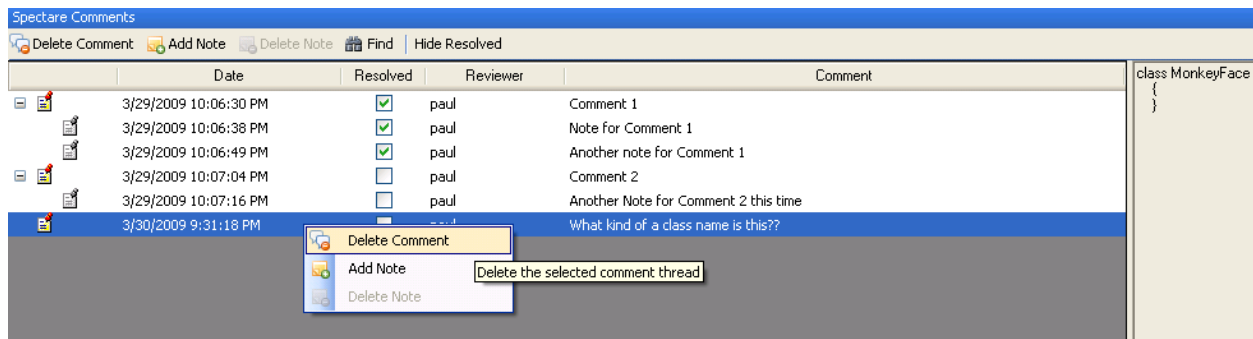 Spectare Comments
Delete Comment Add Note Delete Note Find Hide Resolved
Date Resolved Reviewer Comment
3/29/2009 10:06:30 PM paul Comment 1
3/29/2009 10:06:38 PM paul Note for Comment 1
3/29/2009 10:06:49 PM paul Another note for Comment 1
3/29/2009 10:07:04 PM paul Comment 2
3/29/2009 10:07:16 PM paul Another Note for Comment 2 this time
3/30/2009 9:31:18 PM What kind of a class name is this??
Delete Comment
Add Note
Delete the selected comment thread
Delete Note
class MonkeyFace
{
}